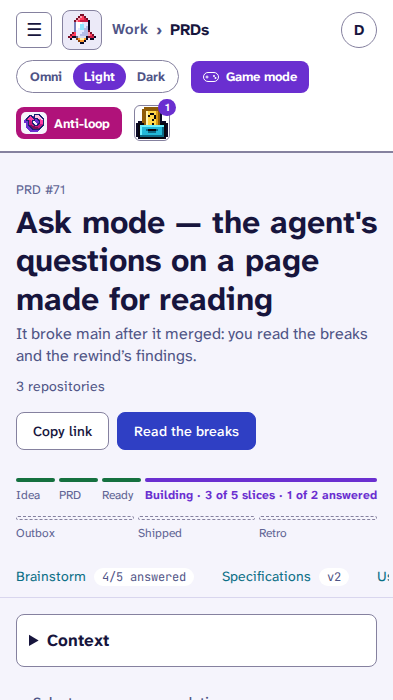 Work › PRDs
D
Omni Light Dark
Game mode
Anti-loop
1
PRD #71
Ask mode — the agent's
questions on a page
made for reading
It broke main after it merged: you read the breaks
and the rewind's findings.
3 repositories
Copy link
Read the breaks
Idea PRD Ready Building · 3 of 5 slices · 1 of 2 answered
Outbox Shipped Retro
Brainstorm 4/5 answered Specifications v2
Context